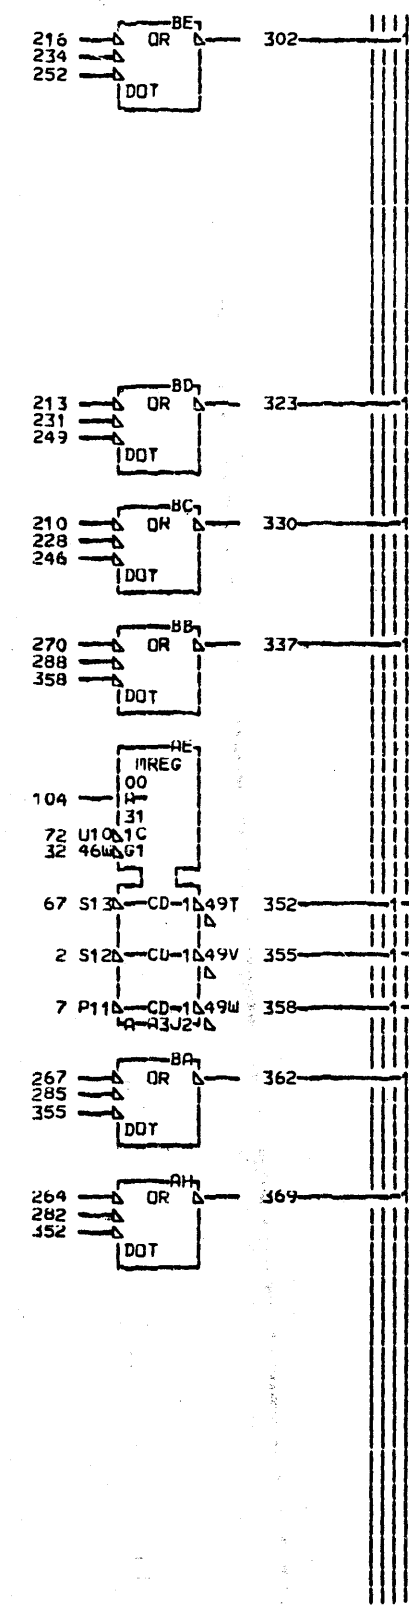 BE
216 OR 302
234
252
DOT
BD
213 OR 323
231
249
DOT
BC
210 OR 330
228
246
DOT
BB
270 OR 337
288
358
DOT
AE
MREG
00
104 A
31
72 U10 1C
32 46W G1
67 S13 CD 1 49T 352 1
2 S12 CD 1 49V 355 1
7 P11 CD 1 49W 358 1
A A3J2
BA
267 OR 362
285
355
DOT
AH
264 OR 369
282
352
DOT